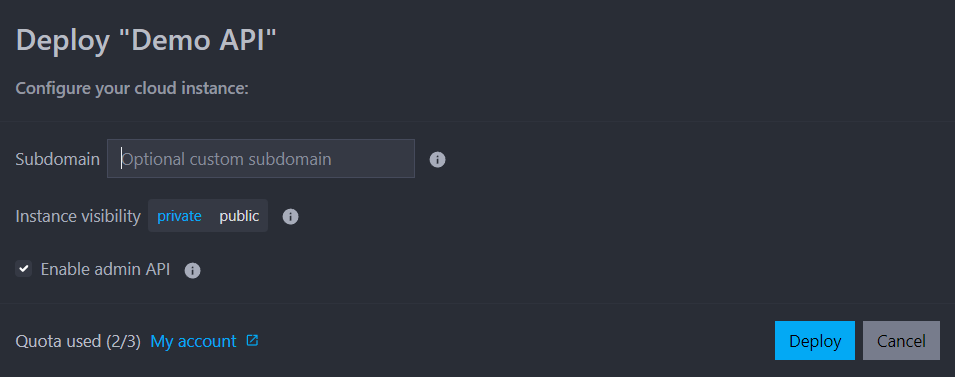 Deploy "Demo API"
Configure your cloud instance:
Subdomain Optional custom subdomain
Instance visibility private public
Enable admin API
Quota used (2/3) My account Deploy Cancel